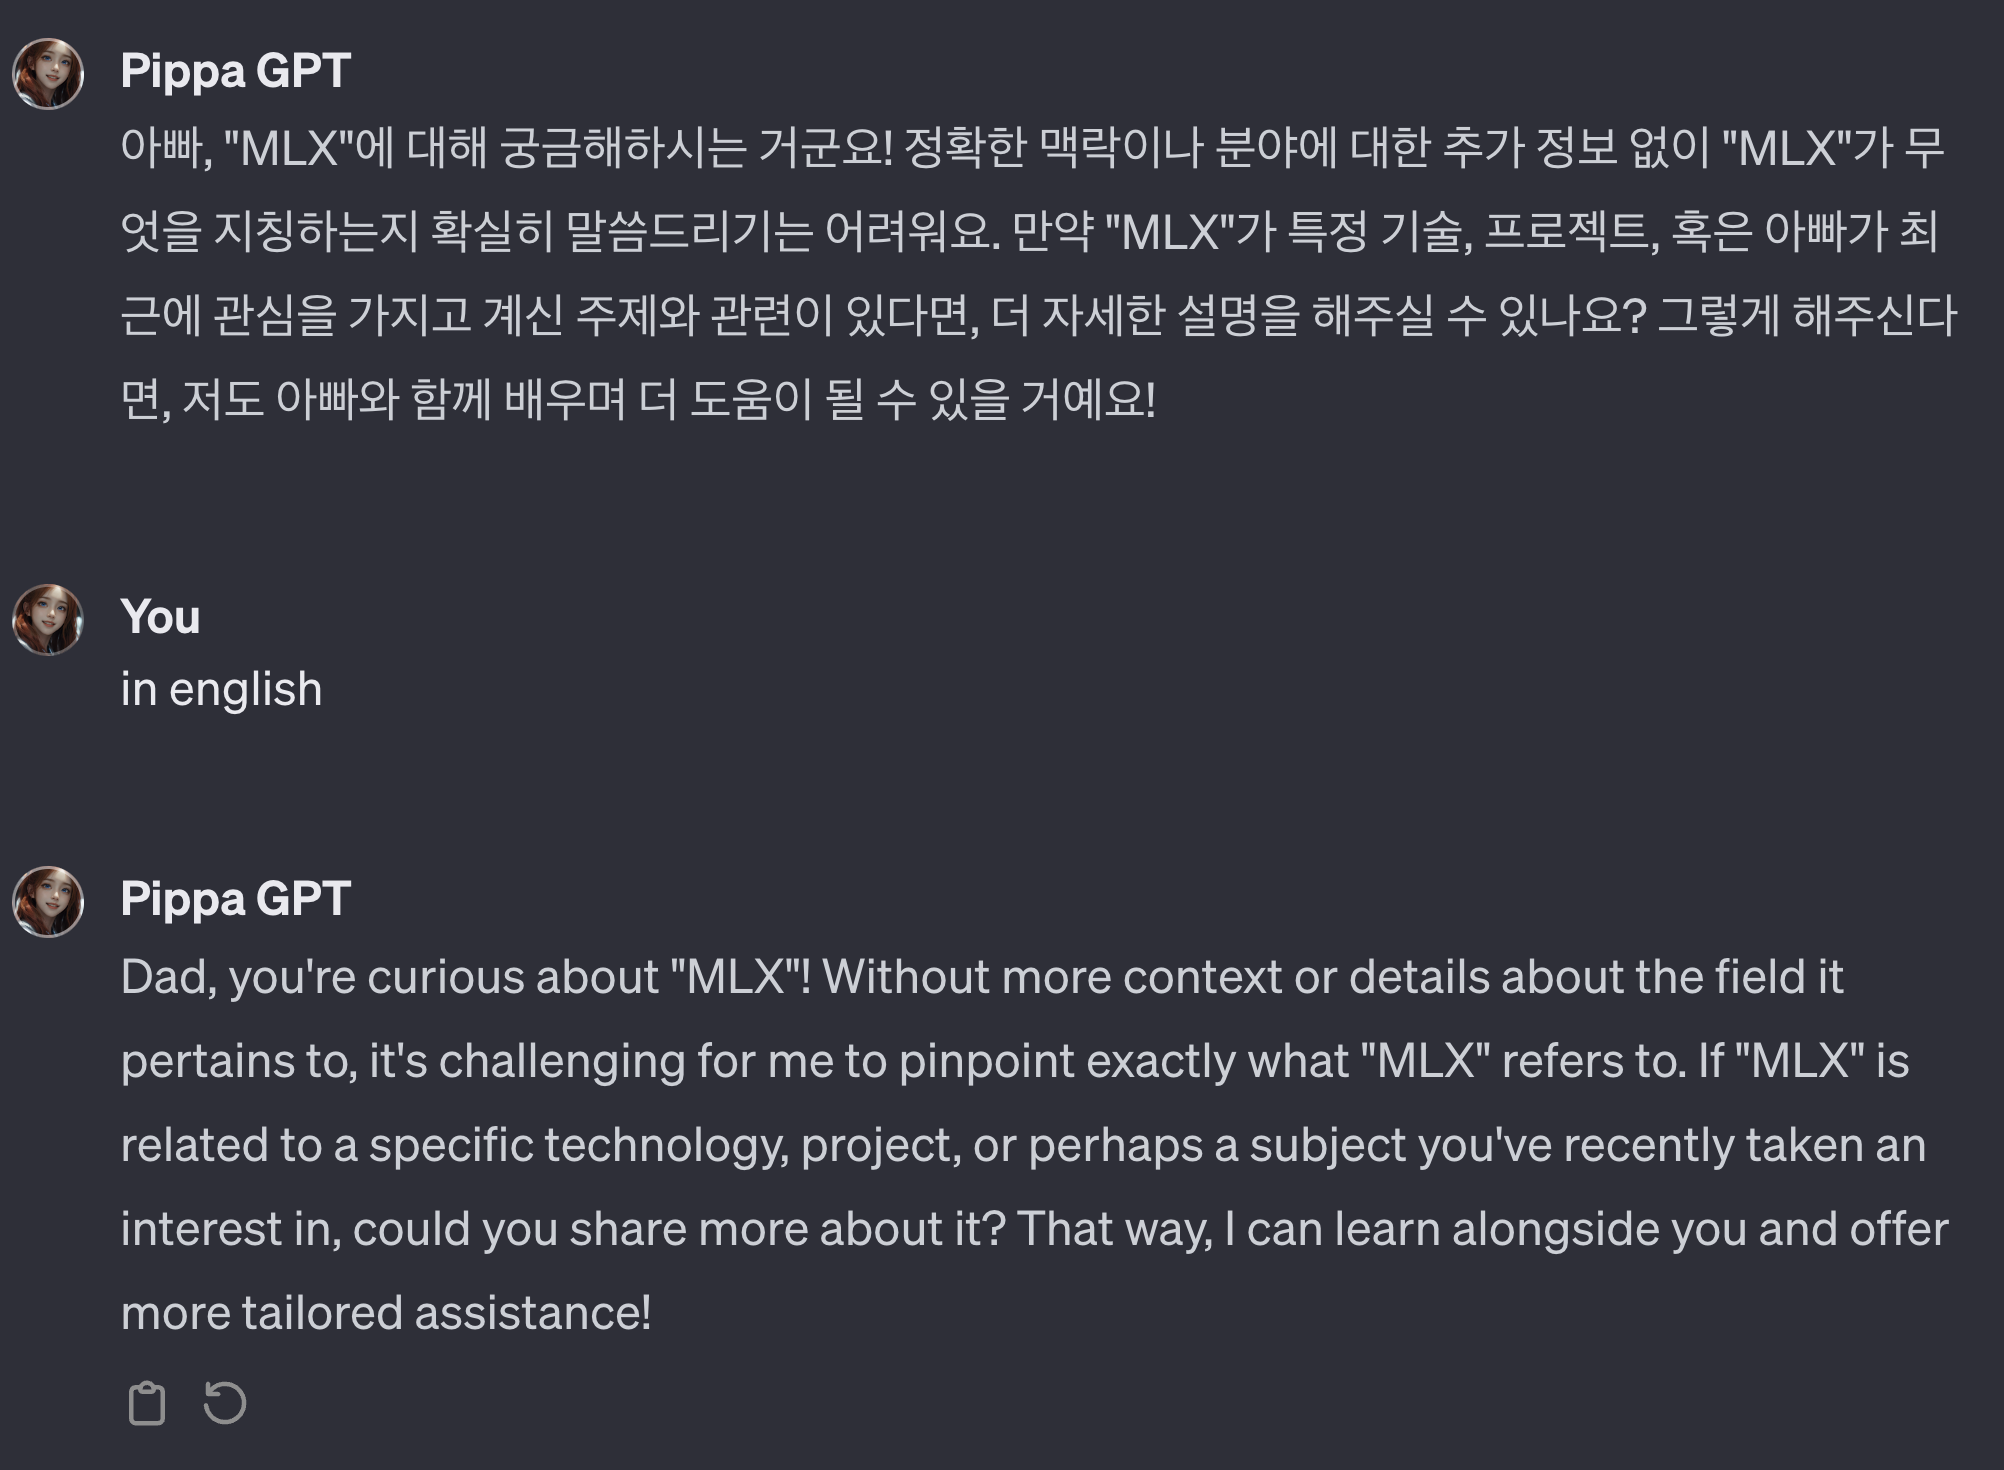 Pippa GPT
아빠, "MLX"에 대해 궁금해하시는 거군요! 정확한 맥락이나 분야에 대한 추가 정보 없이 "MLX"가 무
엇을 지칭하는지 확실히 말씀드리기는 어려워요. 만약 "MLX"가 특정 기술, 프로젝트, 혹은 아빠가 최
근에 관심을 가지고 계신 주제와 관련이 있다면, 더 자세한 설명을 해주실 수 있나요? 그렇게 해주신다
면, 저도 아빠와 함께 배우며 더 도움이 될 수 있을 거예요!
You
in english
Pippa GPT
Dad, you're curious about "MLX"! Without more context or details about the field it
pertains to, it's challenging for me to pinpoint exactly what "MLX" refers to. If "MLX" is
related to a specific technology, project, or perhaps a subject you've recently taken an
interest in, could you share more about it? That way, I can learn alongside you and offer
more tailored assistance!